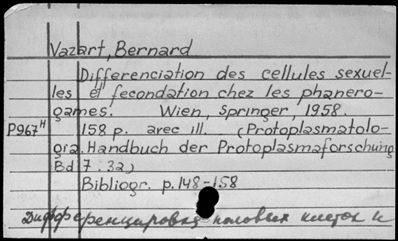 Vazart, Bernard
Differenciation des cellules sexuel-
les et fecondation chez les phanero-
games. Wien, Springer, 1958.
P967H 158 p. avec ill. (Protoplasmatolo-
gia. Handbuch der Protoplasmaforschung
Bd 7: 3a)
Bibliogr. p. 148-158
Дифференцировка половых клеток и